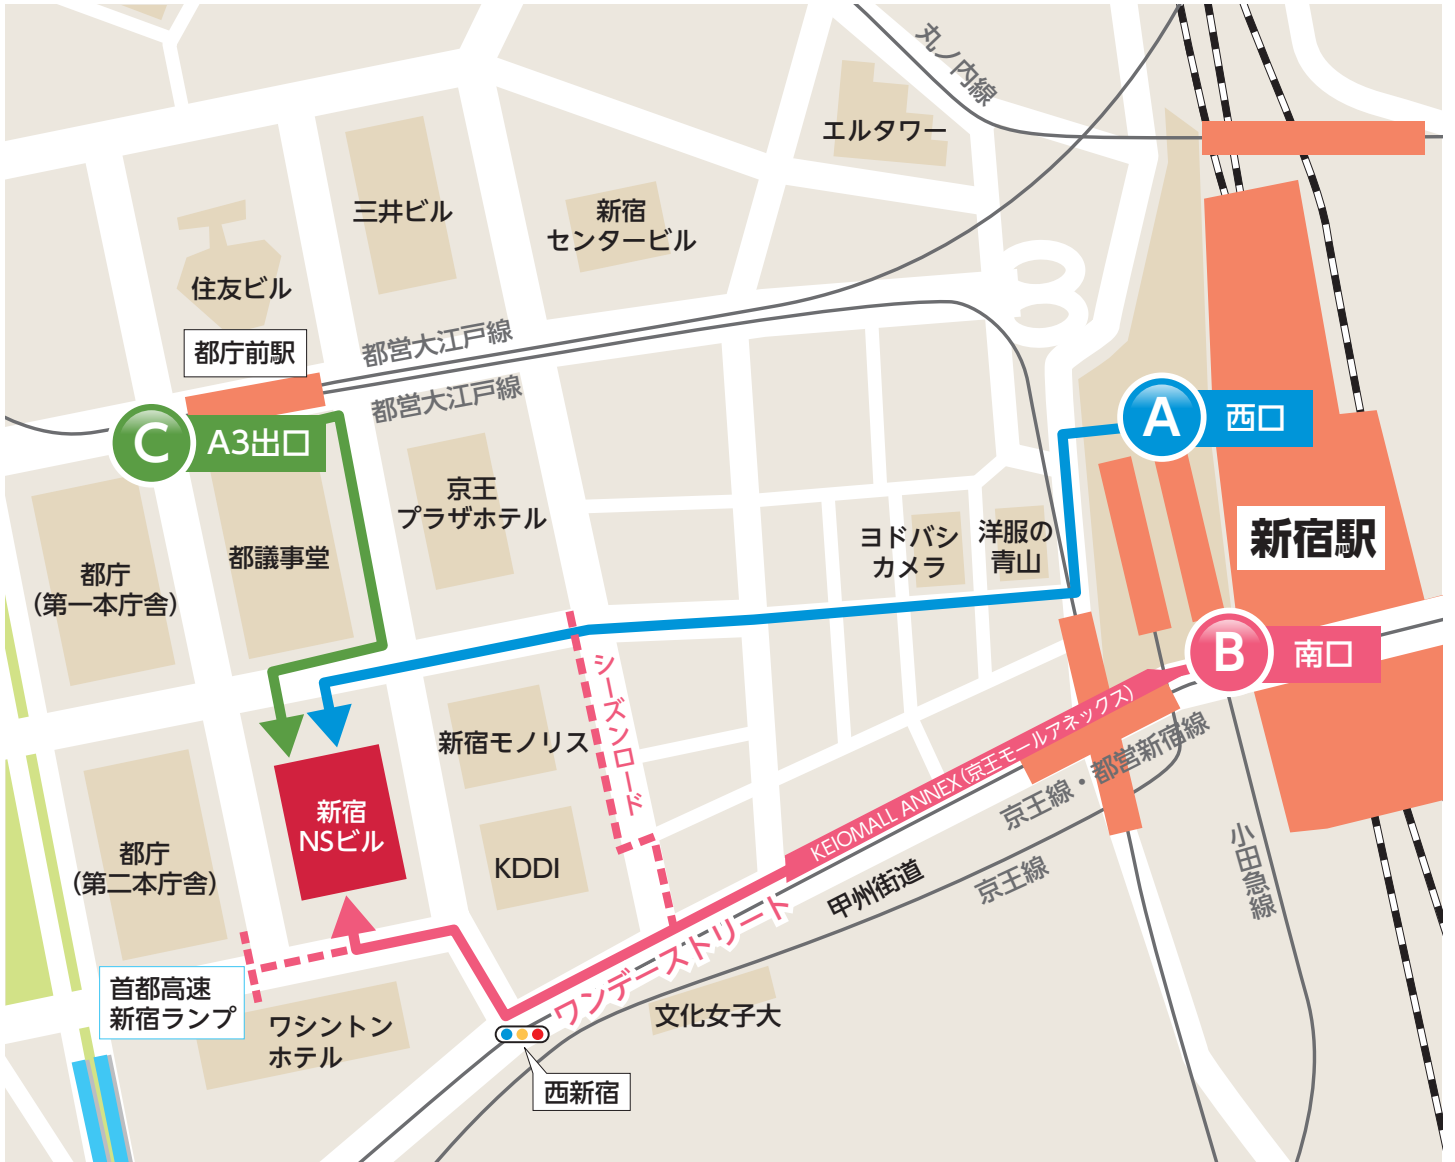 丸ノ内線
エルタワー
三井ビル
新宿
センタービル
住友ビル
都庁前駅
都営大江戸線
都営大江戸線
C
A3出口
A
西口
京王
プラザホテル
ヨドバシ
カメラ
洋服の
青山
新宿駅
都議事堂
都庁
(第一本庁舎)
B
南口
シーズンロード
新宿モノリス
KEIOMALL ANNEX(京王モールアネックス)
京王線・都営新宿線
新宿
NSビル
KDDI
都庁
(第二本庁舎)
甲州街道
京王線
小田急線
ワンデーストリート
首都高速
新宿ランプ
ワシントン
ホテル
文化女子大
西新宿